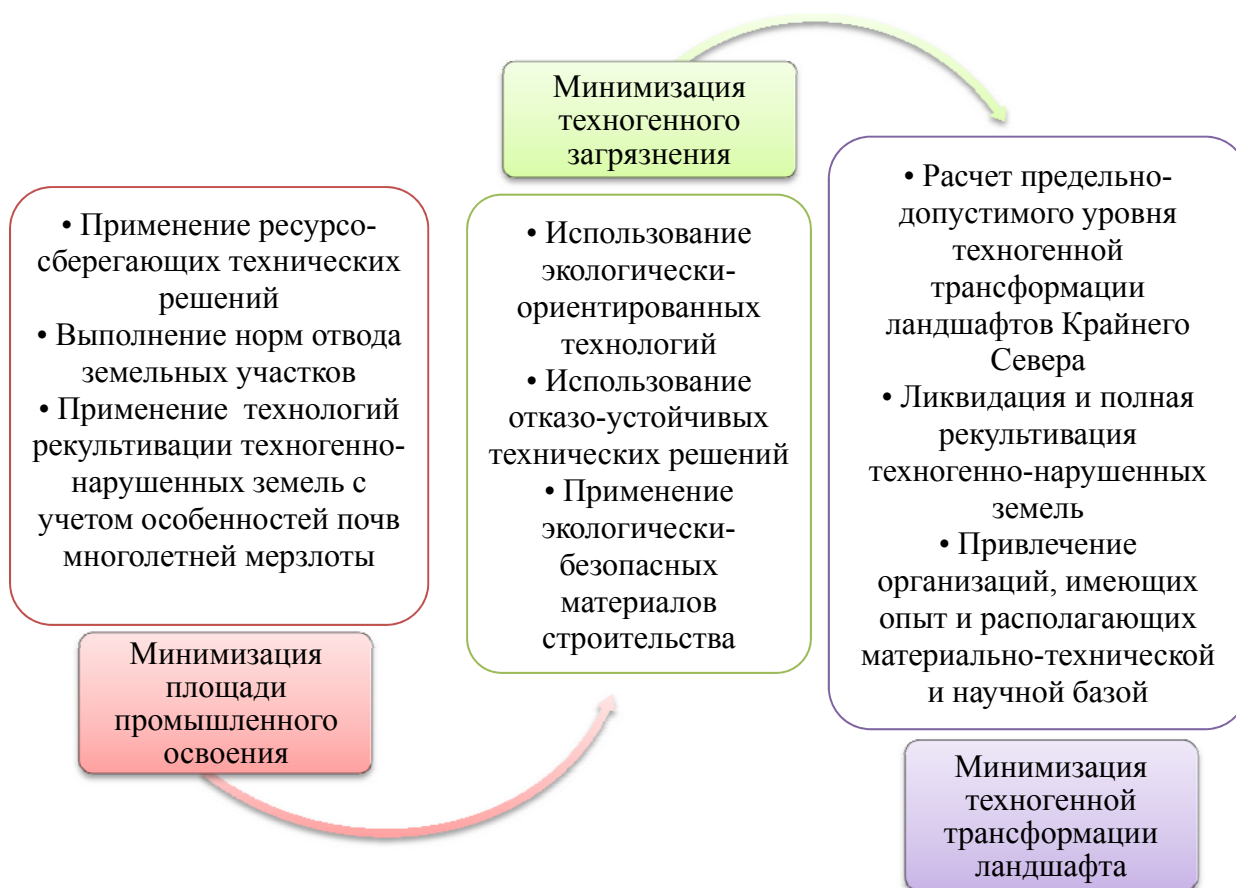 • Применение ресурсо-
сберегающих технических
решений
• Выполнение норм отвода
земельных участков
• Применение технологий
рекультивации техногенно-
нарушенных земель с
учетом особенностей почв
многолетней мерзлоты
Минимизация
площади
промышленного
освоения
Минимизация
техногенного
загрязнения
• Использование
экологически-
ориентированных
технологий
• Использование
отказо-устойчивых
технических решений
• Применение
экологически-
безопасных
материалов
строительства
• Расчет предельно-
допустимого уровня
техногенной
трансформации
ландшафтов Крайнего
Севера
• Ликвидация и полная
рекультивация
техногенно-нарушенных
земель
• Привлечение
организаций, имеющих
опыт и располагающих
материально-технической
и научной базой
Минимизация
техногенной
трансформации
ландшафта